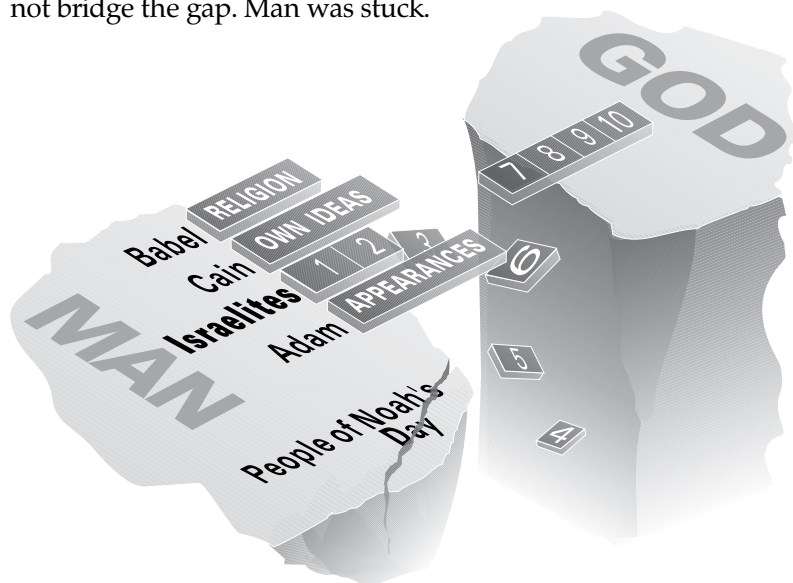 not bridge the gap. Man was stuck.
GOD
7 8 9 10
RELIGION
Babel
OWN IDEAS
Cain
1 2 3
Israelites
APPEARANCES
6
Adam
MAN
5
People of Noah's
Day
4